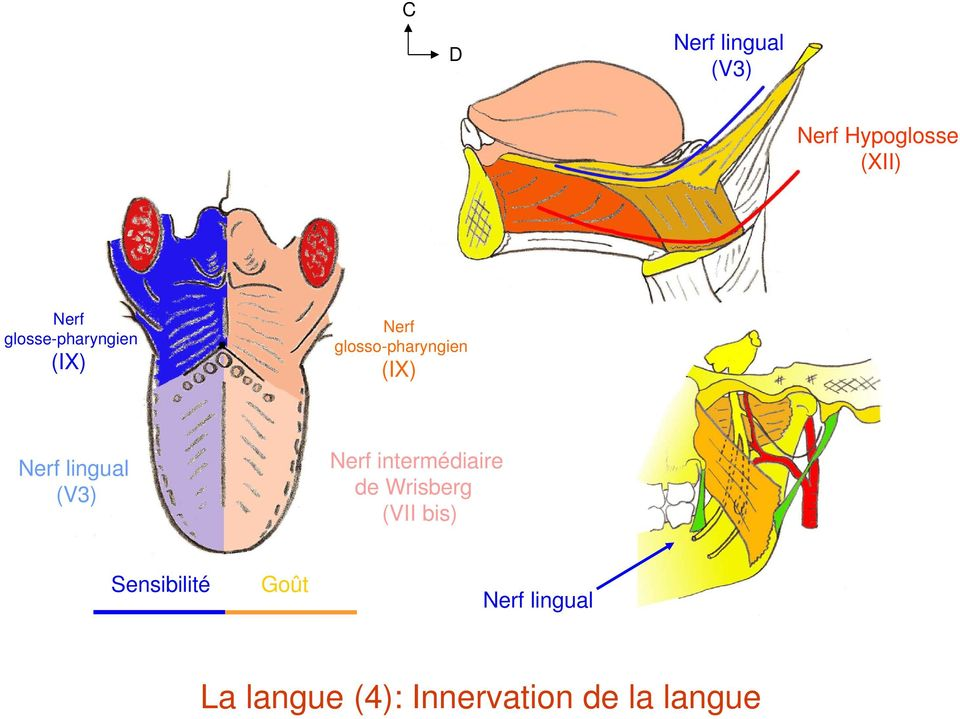 C
D
Nerf lingual
(V3)
Nerf Hypoglosse
(XII)
Nerf
glosse-pharyngien
(IX)
Nerf
glosso-pharyngien
(IX)
Nerf lingual
(V3)
Nerf intermédiaire
de Wrisberg
(VII bis)
Sensibilité
Goût
Nerf lingual
La langue (4): Innervation de la langue